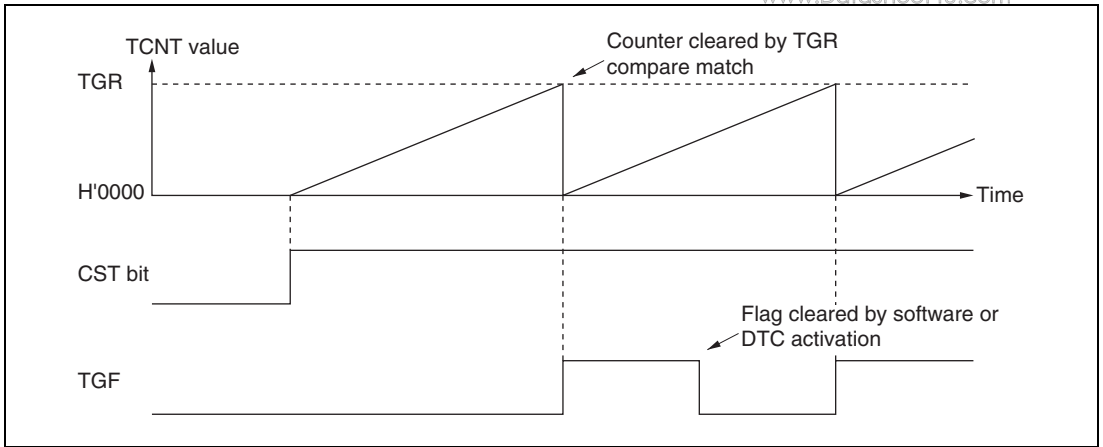 TCNT value
Counter cleared by TGR
compare match
TGR
H'0000
Time
CST bit
Flag cleared by software or
DTC activation
TGF